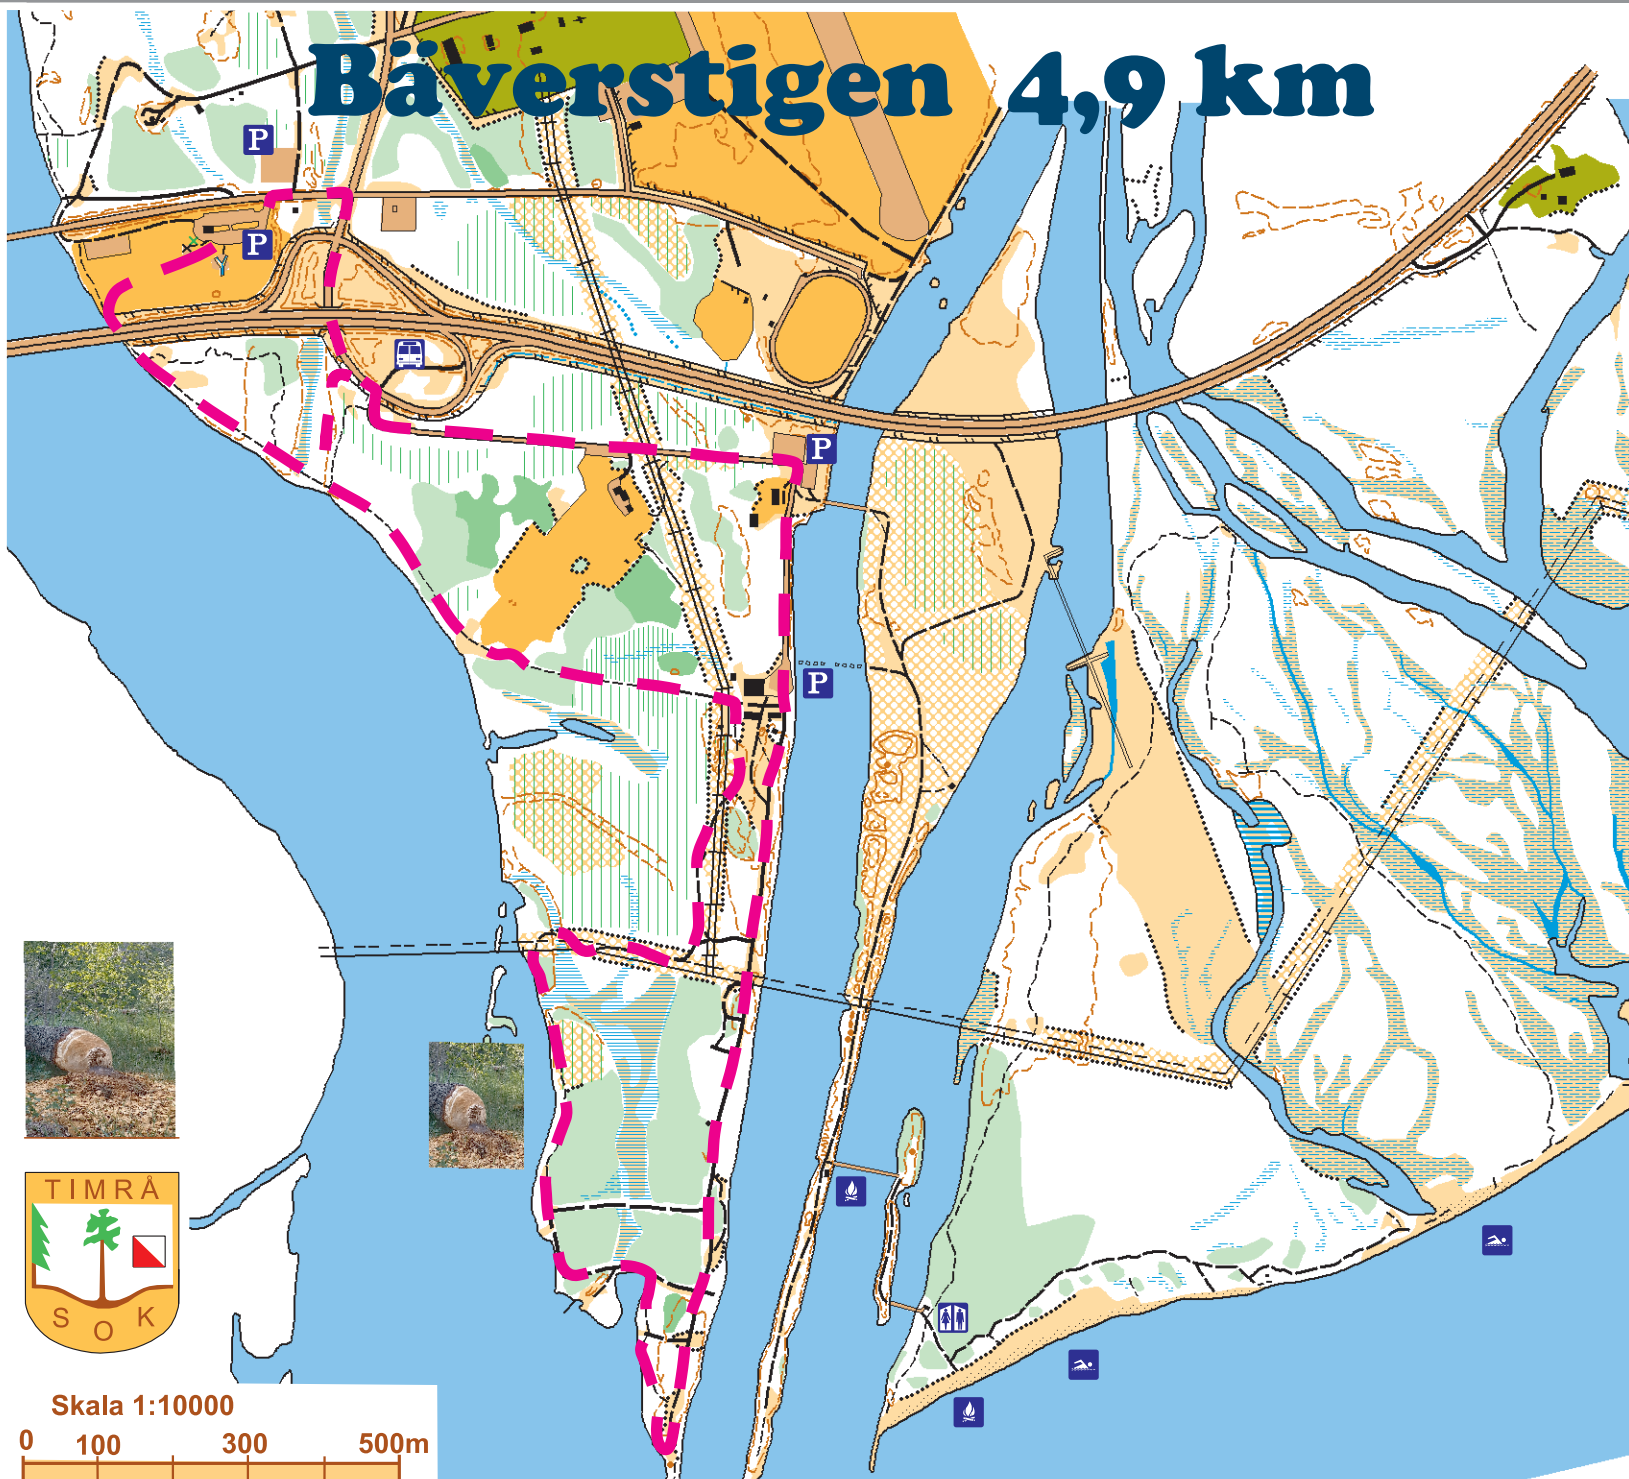 Bäverstigen 4,9 km
P
P
P
P
TIMRÅ
S O K
Skala 1:10000
0 100 300 500m